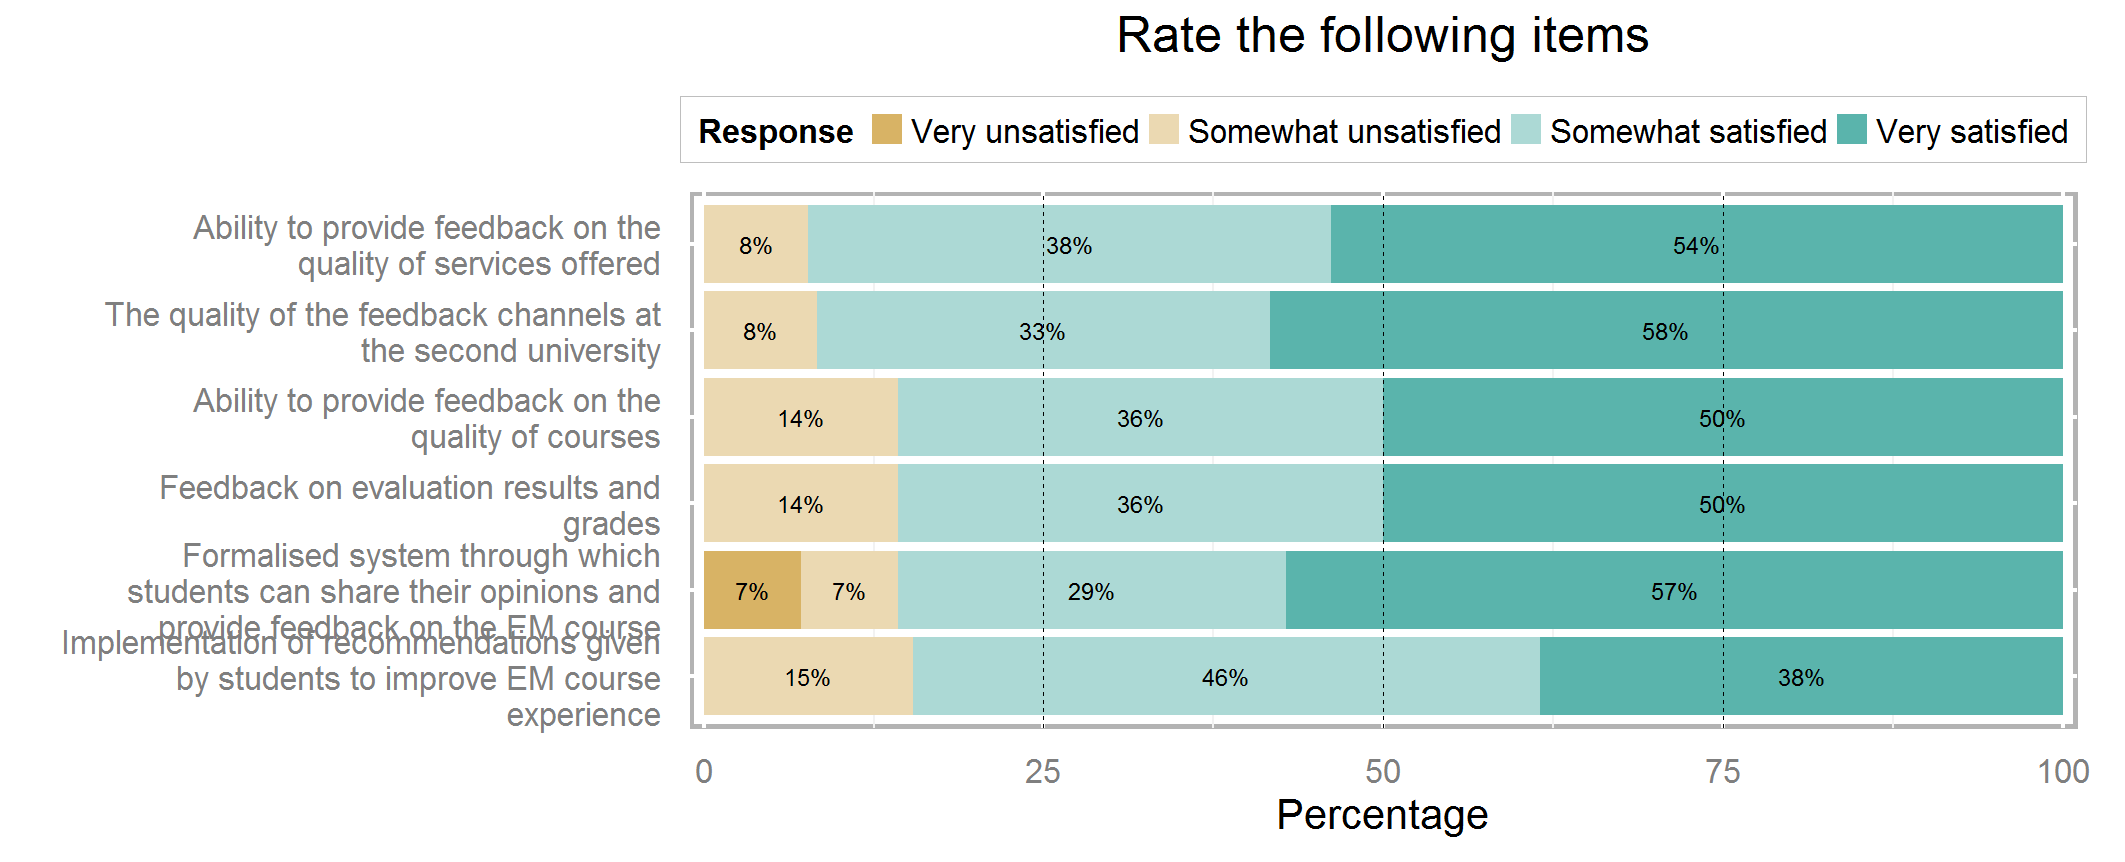 Rate the following items
Response Very unsatisfied Somewhat unsatisfied Somewhat satisfied Very satisfied
Ability to provide feedback on the
quality of services offered
8% 38% 54%
The quality of the feedback channels at
the second university
8% 33% 58%
Ability to provide feedback on the
quality of courses
14% 36% 50%
Feedback on evaluation results and
grades
14% 36% 50%
Formalised system through which
students can share their opinions and
provide feedback on the EM course
7% 7% 29% 57%
Implementation of recommendations given
by students to improve EM course
experience
15% 46% 38%
0 25 50 75 100
Percentage